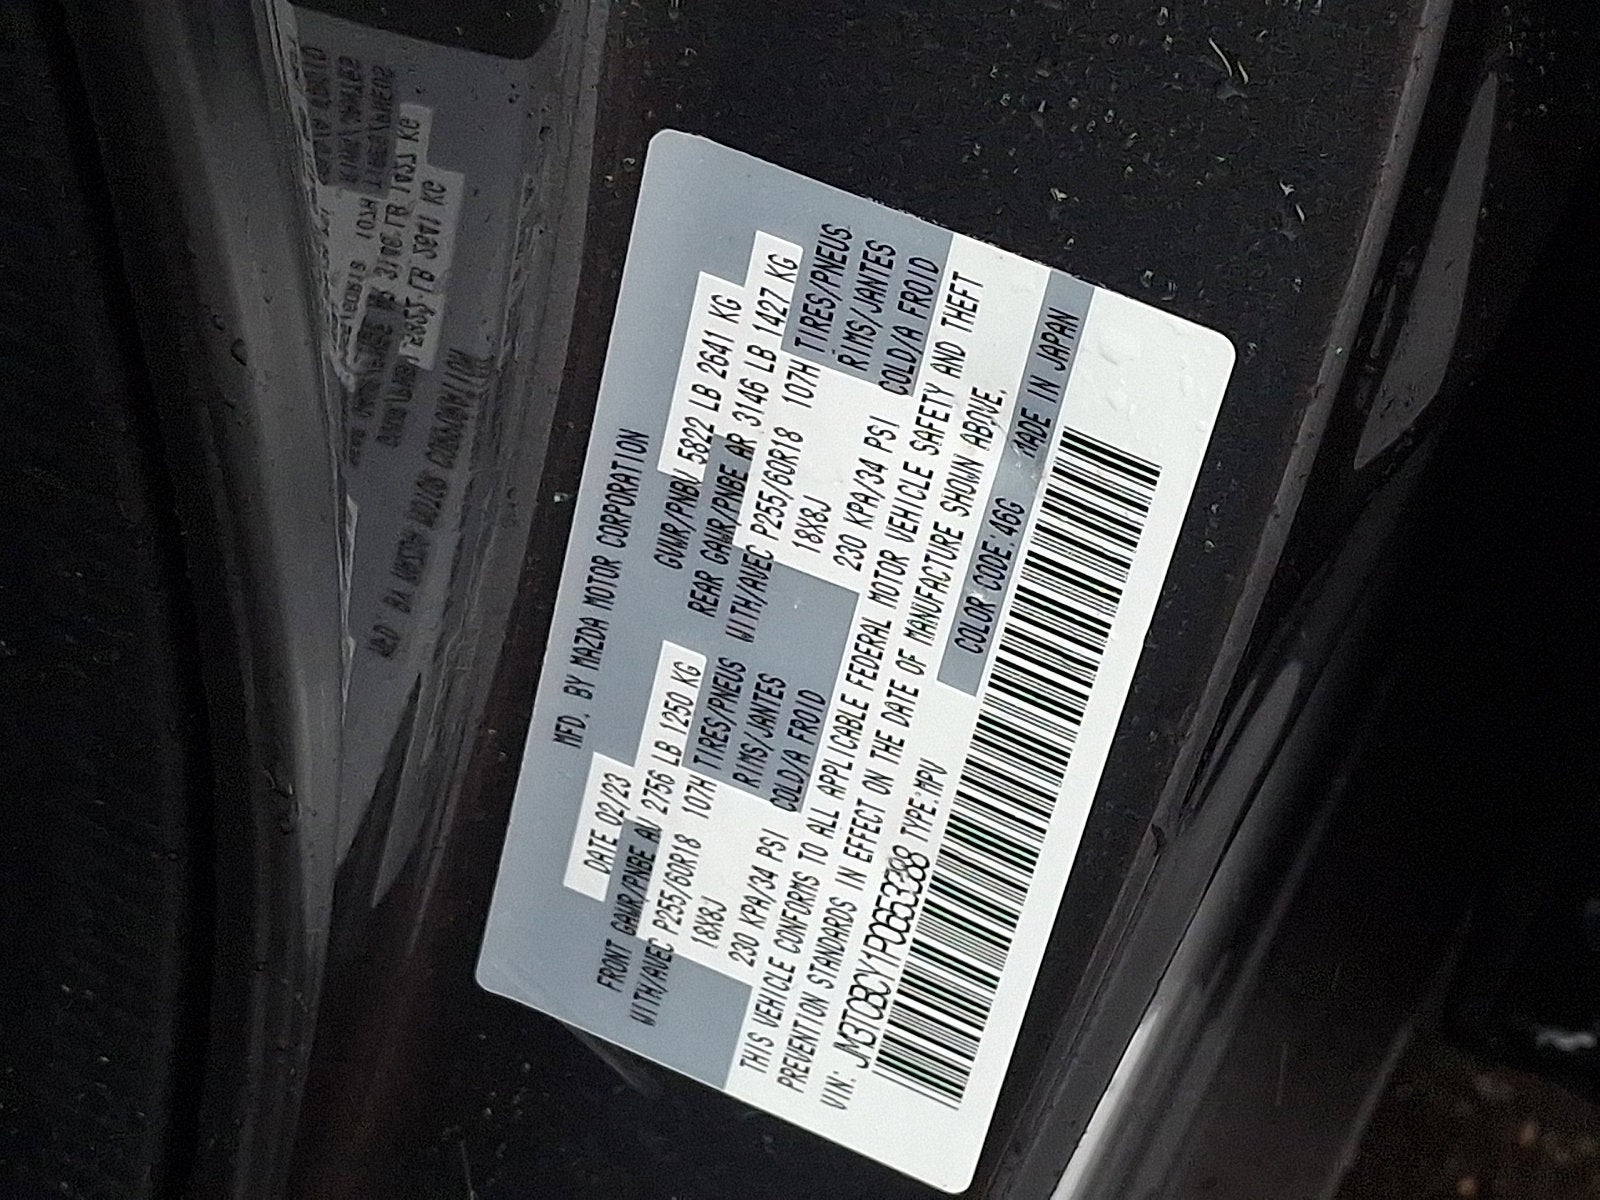 MFD. BY MAZDA MOTOR CORPORATION
DATE 02/23 GVWR/PNBV 5822 LB 2641 KG
FRONT GAWR/PNBE AV 2756 LB 1250 KG REAR GAWR/PNBE AR 3146 LB 1427 KG
WITH/AVEC P255/60R18 107H TIRES/PNEUS WITH/AVEC P255/60R18 107H TIRES/PNEUS
18X8J RIMS/JANTES 18X8J RIMS/JANTES
230 KPA/34 PSI COLD/A FROID 230 KPA/34 PSI COLD/A FROID
THIS VEHICLE CONFORMS TO ALL APPLICABLE FEDERAL MOTOR VEHICLE SAFETY AND THEFT
PREVENTION STANDARDS IN EFFECT ON THE DATE OF MANUFACTURE SHOWN ABOVE.
VIN: JM3TCBCY1P0653388 TYPE:MPV COLOR CODE:46G MADE IN JAPAN